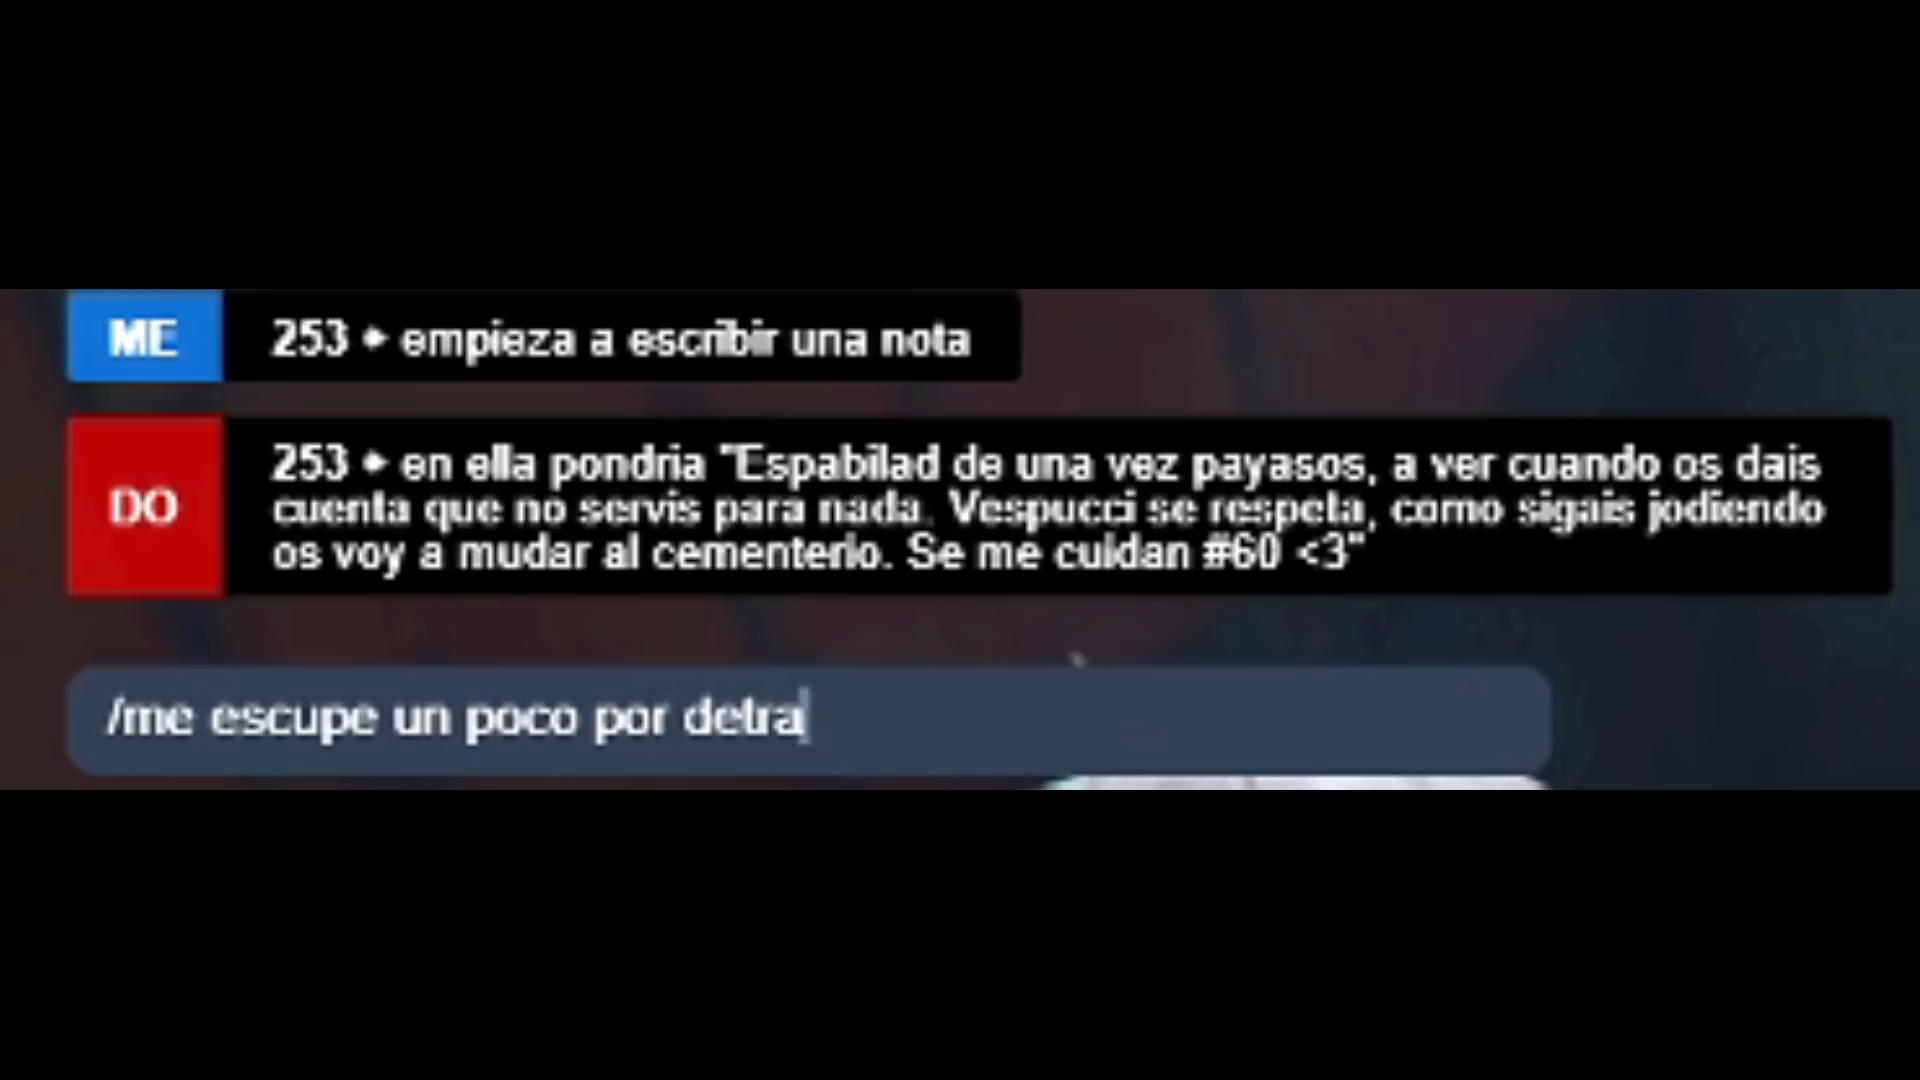 ME 253 ➧ empieza a escribir una nota
DO 253 ➧ en ella pondria "Espabilad de una vez payasos, a ver cuando os dais
cuenta que no servis para nada. Vespucci se respeta, como sigais jodiendo
os voy a mudar al cementerio. Se me cuidan #60 <3"
/me escupe un poco por detra